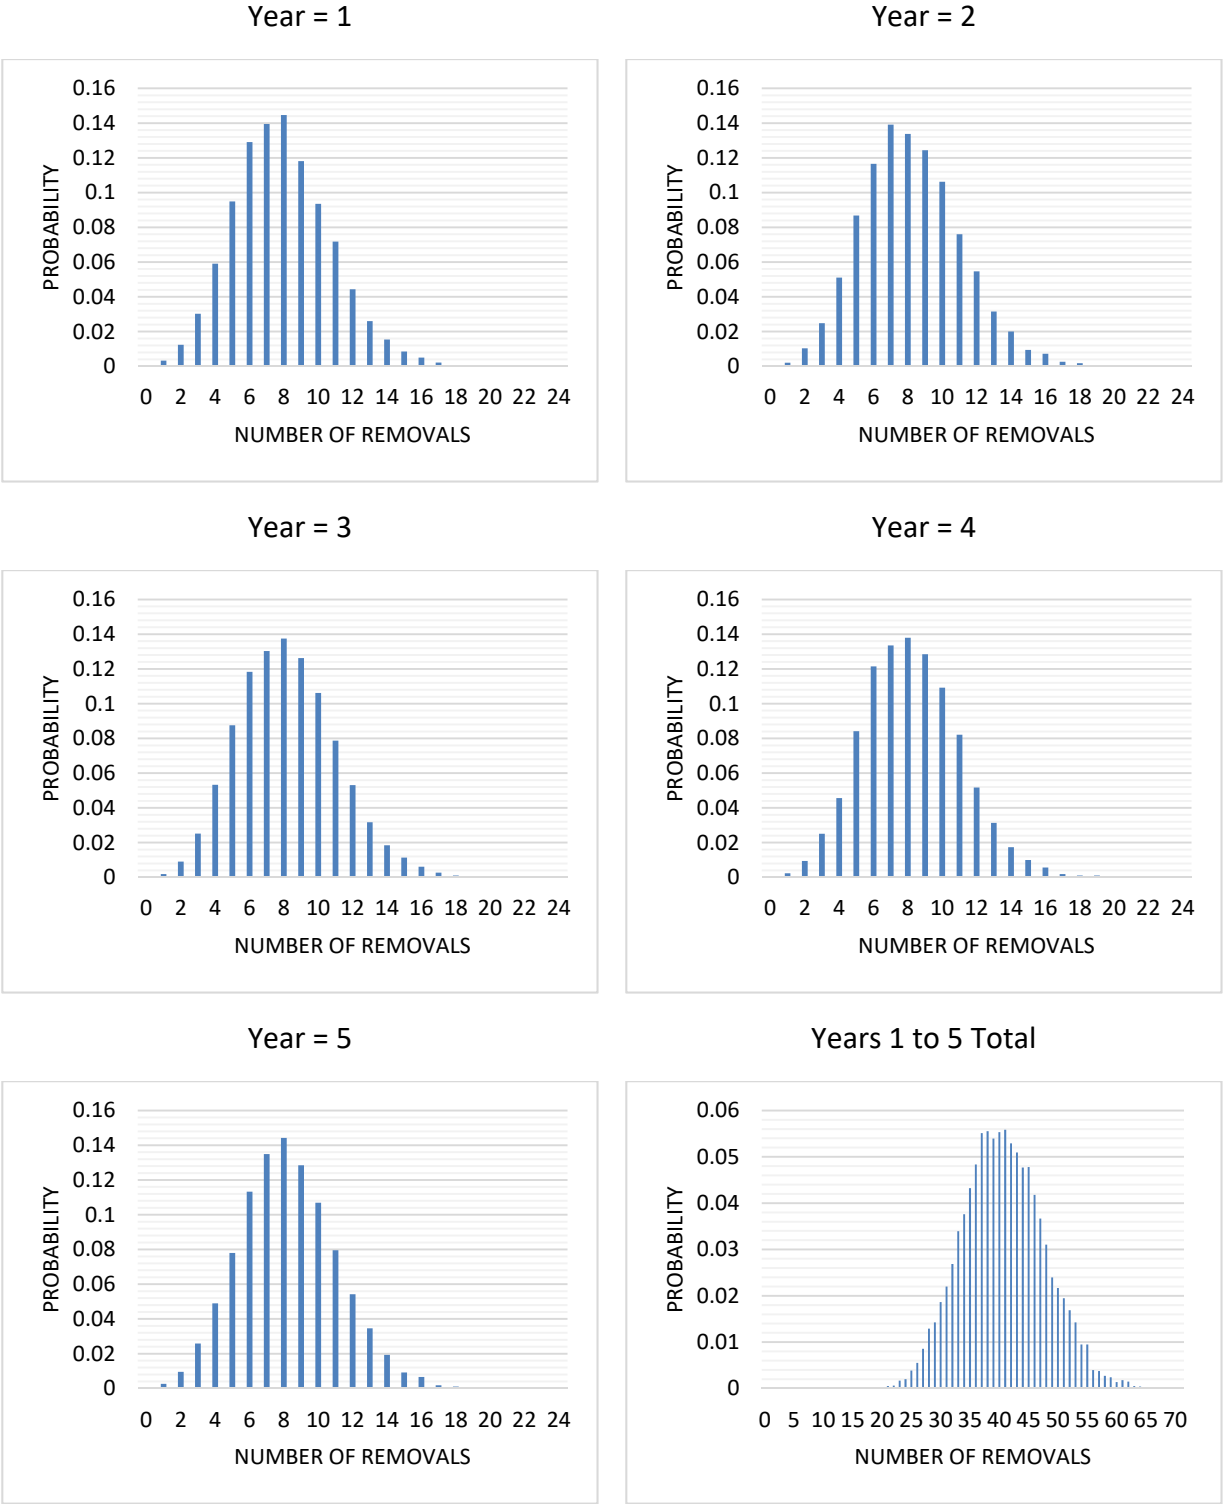 Year = 1
0.16
0.14
0.12
0.1
0.08
0.06
0.04
0.02
0
PROBABILITY
0 2 4 6 8 10 12 14 16 18 20 22 24
NUMBER OF REMOVALS
Year = 2
0.16
0.14
0.12
0.1
0.08
0.06
0.04
0.02
0
PROBABILITY
0 2 4 6 8 10 12 14 16 18 20 22 24
NUMBER OF REMOVALS
Year = 3
0.16
0.14
0.12
0.1
0.08
0.06
0.04
0.02
0
PROBABILITY
0 2 4 6 8 10 12 14 16 18 20 22 24
NUMBER OF REMOVALS
Year = 4
0.16
0.14
0.12
0.1
0.08
0.06
0.04
0.02
0
PROBABILITY
0 2 4 6 8 10 12 14 16 18 20 22 24
NUMBER OF REMOVALS
Year = 5
0.16
0.14
0.12
0.1
0.08
0.06
0.04
0.02
0
PROBABILITY
0 2 4 6 8 10 12 14 16 18 20 22 24
NUMBER OF REMOVALS
Years 1 to 5 Total
0.06
0.05
0.04
0.03
0.02
0.01
0
PROBABILITY
0 5 10 15 20 25 30 35 40 45 50 55 60 65 70
NUMBER OF REMOVALS